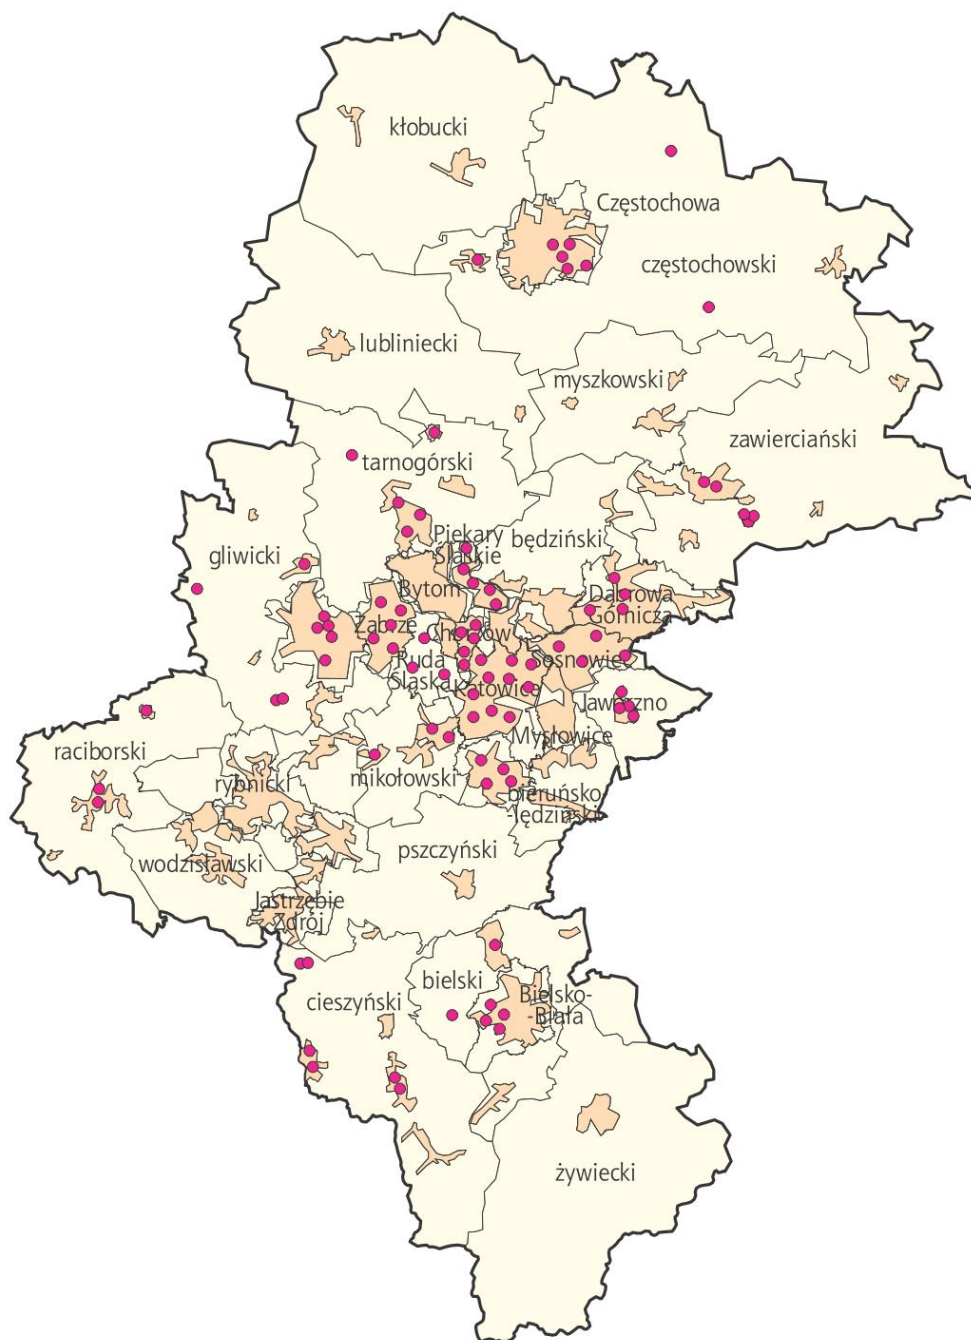 kłobucki
Częstochowa
częstochowski
lubliniecki
myszkowski
zawierciański
tarnogórski
Piekary
Śląskie
będziński
gliwicki
Bytom
Dąbrowa
Górnicza
Zabrze
Chorzów
Ruda
Śląska
Sosnowiec
Katowice
Jaworzno
Mysłowice
raciborski
rybnicki
mikołowski
bieruńsko-
-lędziński
wodzisławski
pszczyński
Jastrzębie
Zdrój
cieszyński
bielski
Bielsko-
-Biała
żywiecki